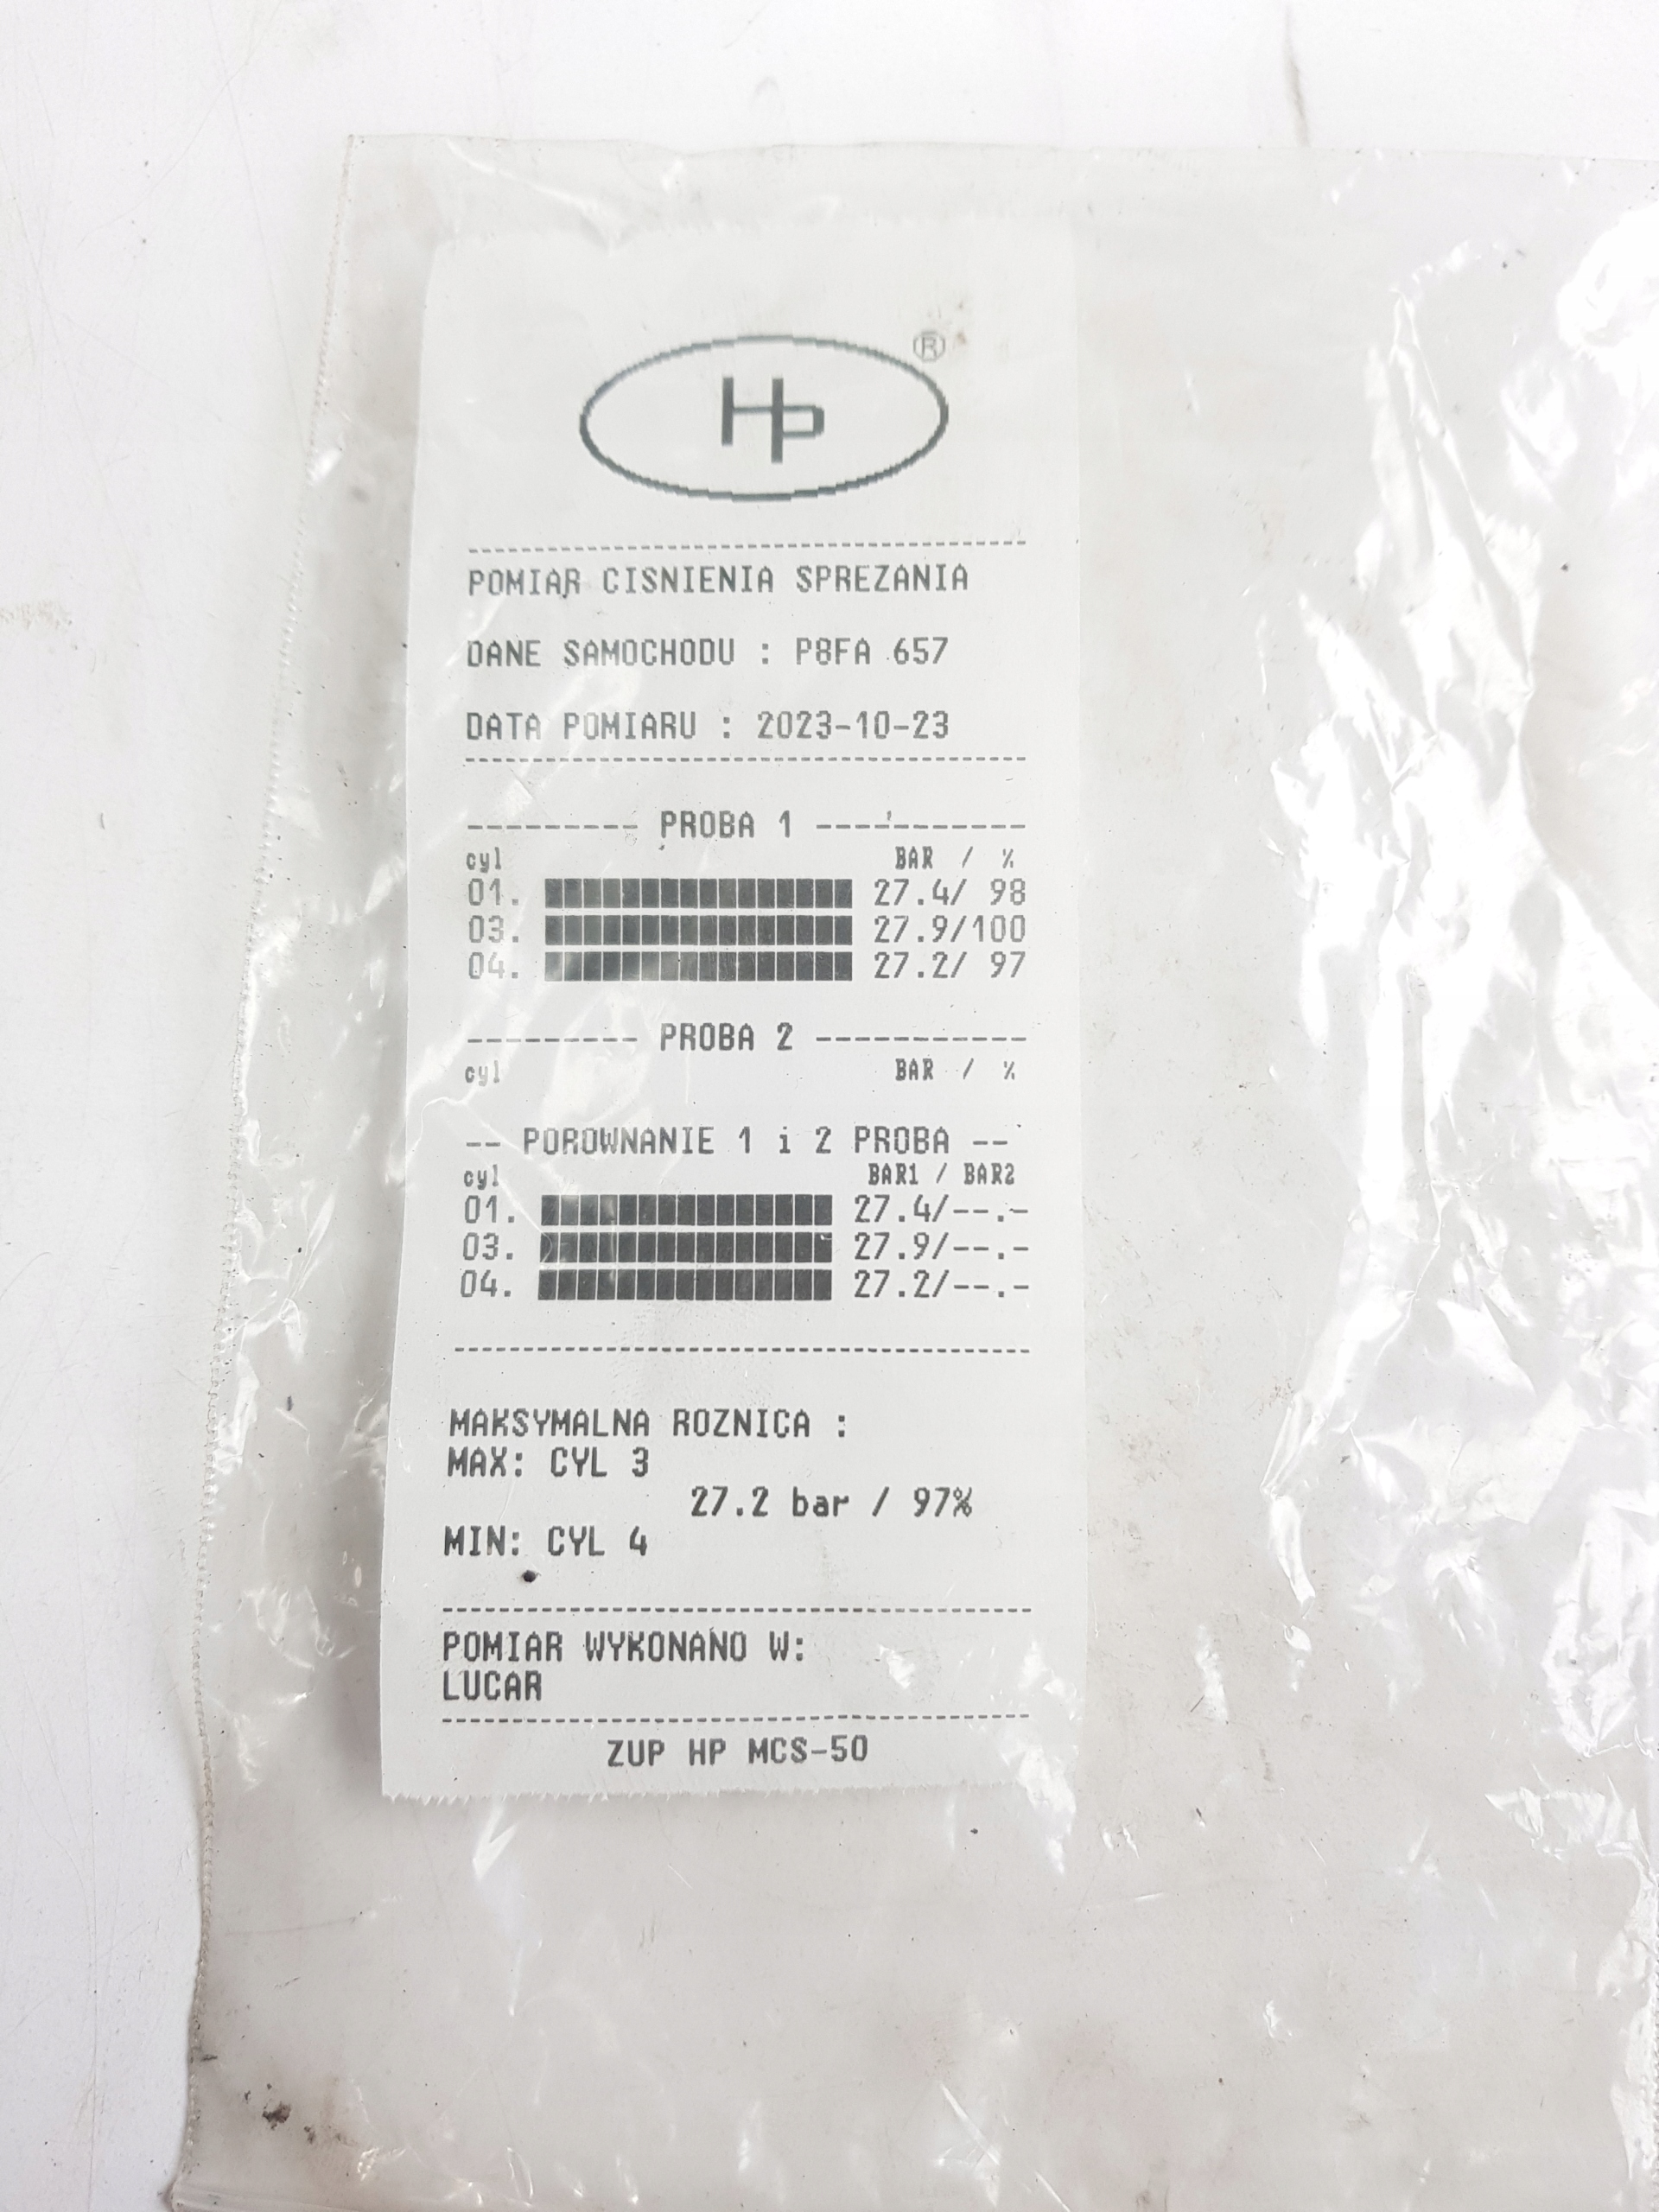 Hp ®
----------------------------------------
POMIAR CISNIENIA SPREZANIA
DANE SAMOCHODU : P8FA 657
DATA POMIARU : 2023-10-23
----------------------------------------
--------- PROBA 1 -----------
cyl BAR / %
01. 27.4/ 98
03. 27.9/100
04. 27.2/ 97
--------- PROBA 2 -----------
cyl BAR / %
-- POROWNANIE 1 i 2 PROBA --
cyl BAR1 / BAR2
01. 27.4/--.-
03. 27.9/--.-
04. 27.2/--.-
----------------------------------------
MAKSYMALNA ROZNICA :
MAX: CYL 3
27.2 bar / 97%
MIN: CYL 4
----------------------------------------
POMIAR WYKONANO W:
LUCAR
----------------------------------------
ZUP HP MCS-50